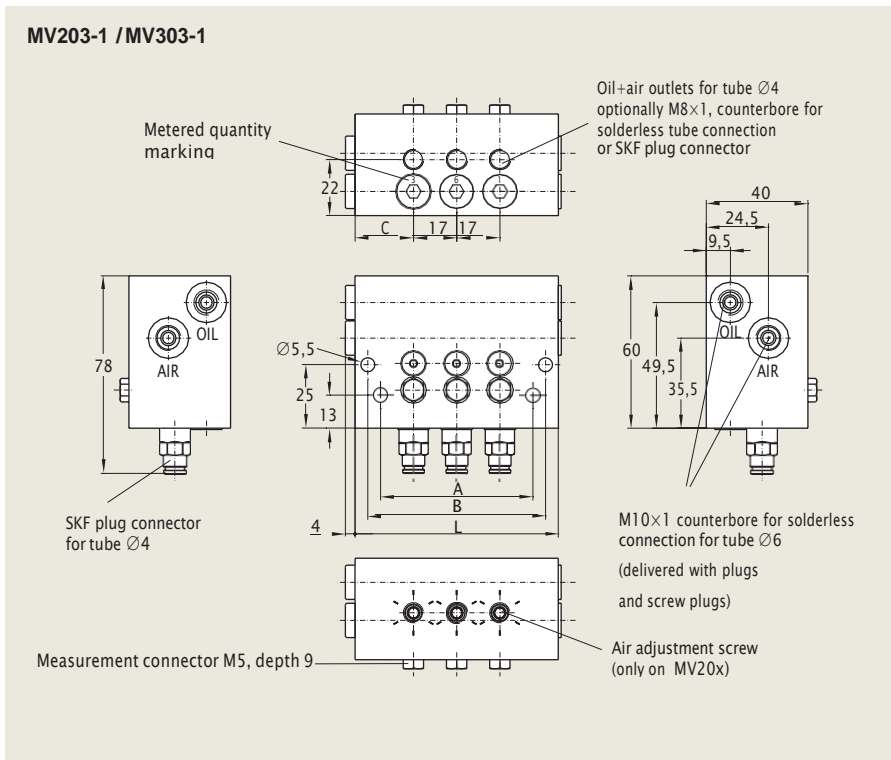 MV203-1 / MV303-1
Oil+air outlets for tube ∅4
optionally M8×1, counterbore for
solderless tube connection
or SKF plug connector
Metered quantity
marking
3
6
22
C
17
17
40
24,5
9,5
OIL
AIR
78
∅5,5
25
13
60
49,5
35,5
OIL
AIR
A
B
L
4
SKF plug connector
for tube ∅4
M10×1 counterbore for solderless
connection for tube ∅6
(delivered with plugs
and screw plugs)
Air adjustment screw
(only on MV20x)
Measurement connector M5, depth 9